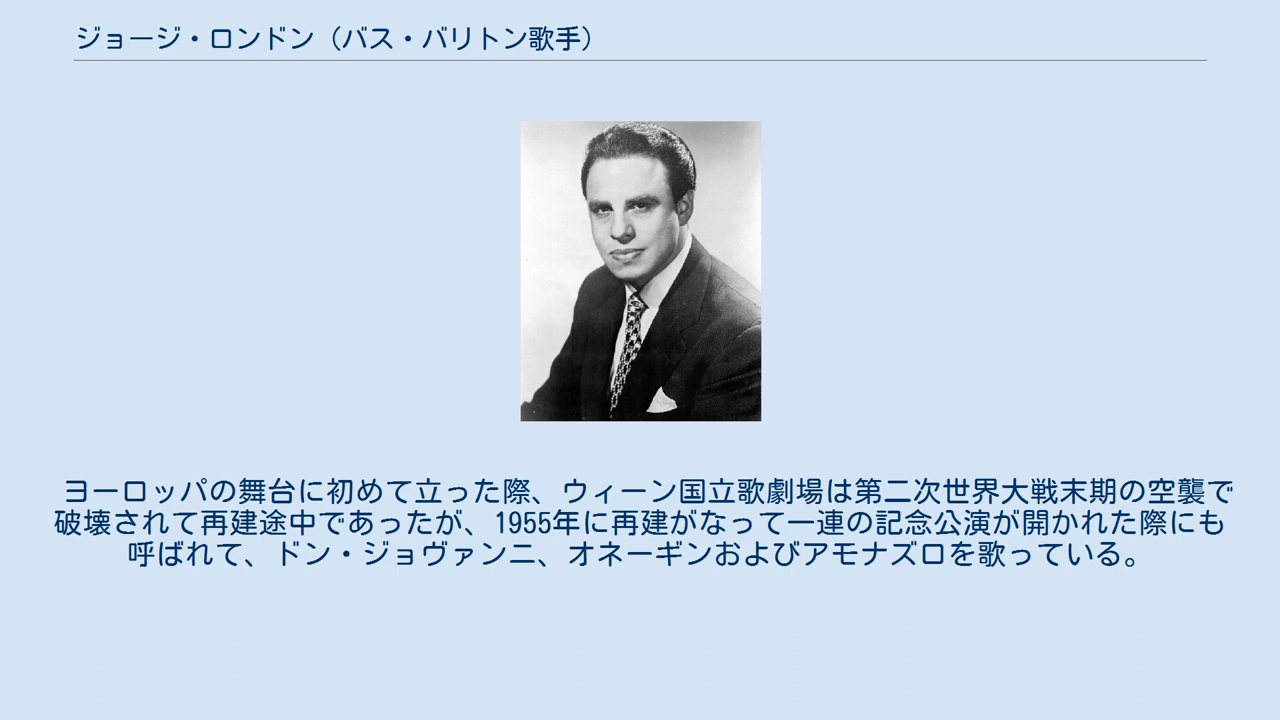 ジョージ・ロンドン（バス・バリトン歌手）
ヨーロッパの舞台に初めて立った際、ウィーン国立歌劇場は第二次世界大戦末期の空襲で
破壊されて再建途中であったが、1955年に再建がなって一連の記念公演が開かれた際にも
呼ばれて、ドン・ジョヴァンニ、オネーギンおよびアモナズロを歌っている。